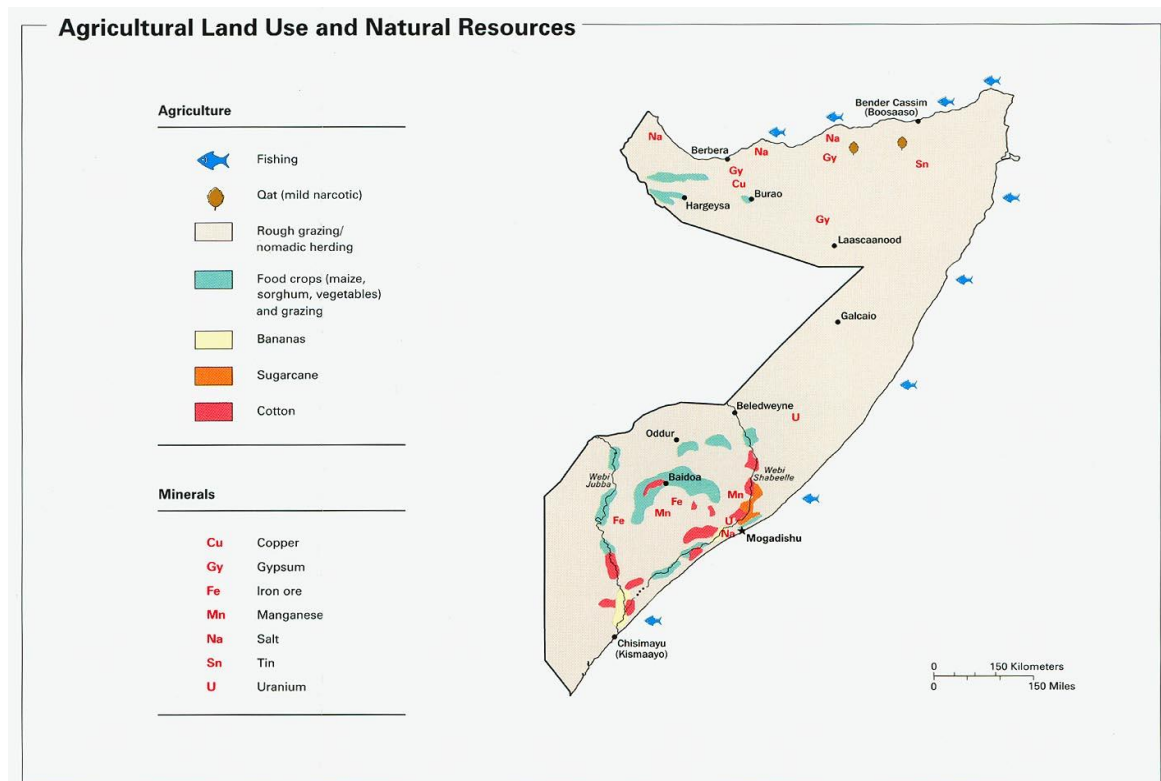 Agricultural Land Use and Natural Resources
Agriculture
Fishing
Qat (mild narcotic)
Rough grazing/
nomadic herding
Food crops (maize,
sorghum, vegetables)
and grazing
Bananas
Sugarcane
Cotton
Minerals
Cu Copper
Gy Gypsum
Fe Iron ore
Mn Manganese
Na Salt
Sn Tin
U Uranium
Bender Cassim
(Boosaaso)
Na
Na
Berbera
Na
Gy
Sn
Gy
Cu
Burao
Hargeysa
Gy
Laascaanood
Galcaio
Beledweyne
U
Oddur
Webi
Jubba
Webi
Shabeelle
Baidoa
Mn
Fe
Mn
Fe
U
Na
Mogadishu
Chisimayu
(Kismaayo)
0 150 Kilometers
0 150 Miles